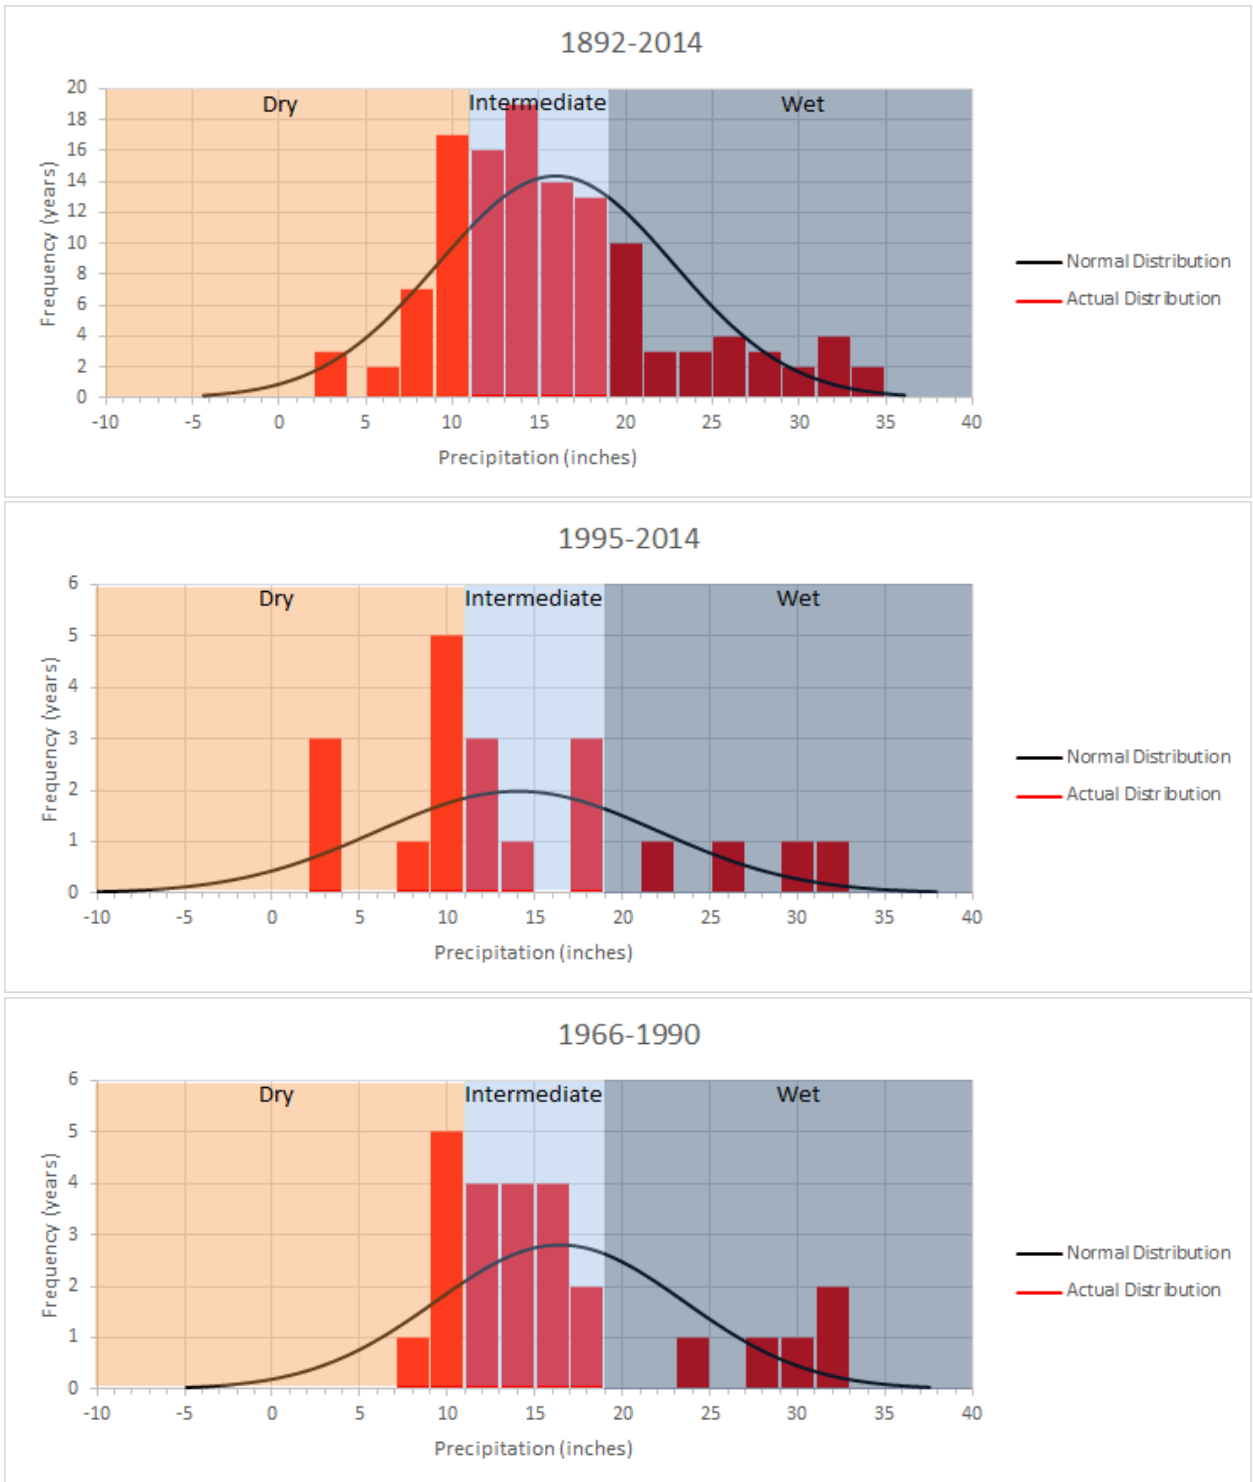 1892-2014
20
Dry
Intermediate
Wet
18
16
14
12
10
8
6
4
2
0
Frequency (years)
-10 -5 0 5 10 15 20 25 30 35 40
Precipitation (inches)
Normal Distribution
Actual Distribution
1995-2014
6
Dry
Intermediate
Wet
5
4
3
2
1
0
Frequency (years)
-10 -5 0 5 10 15 20 25 30 35 40
Precipitation (inches)
Normal Distribution
Actual Distribution
1966-1990
6
Dry
Intermediate
Wet
5
4
3
2
1
0
Frequency (years)
-10 -5 0 5 10 15 20 25 30 35 40
Precipitation (inches)
Normal Distribution
Actual Distribution